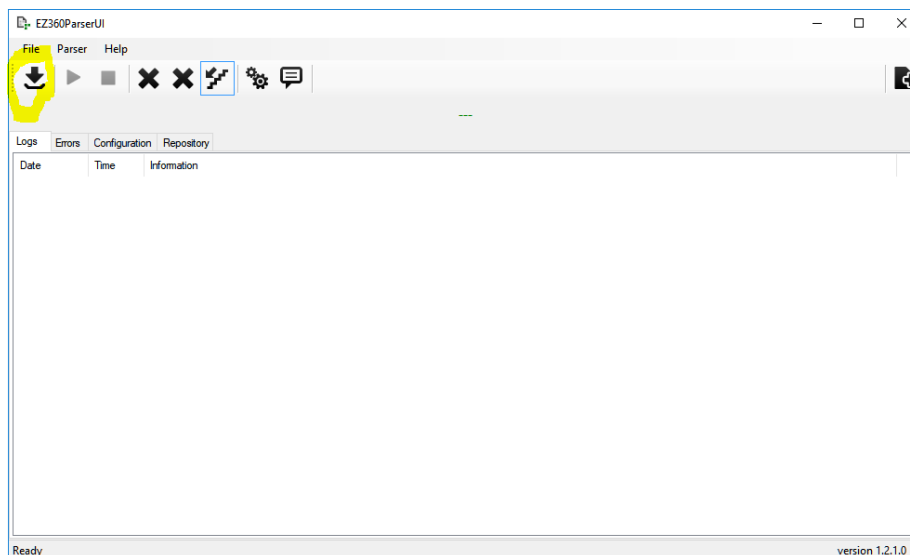 EZ360ParserUI
File Parser Help
---
Logs Errors Configuration Repository
Date Time Information
Ready version 1.2.1.0